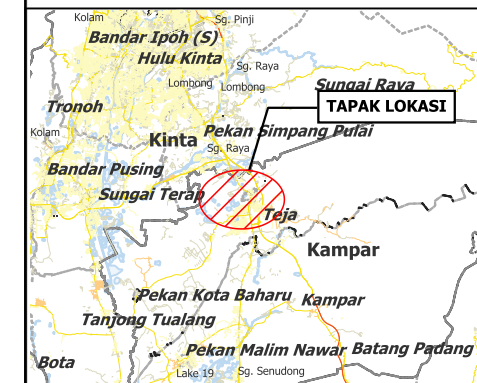 Kolam
Sg. Pinji
Bandar Ipoh (S)
Hulu Kinta
Sg. Raya
Lombong
Lombong
Sungai Raya
TAPAK LOKASI
Tronoh
Kolam
Kinta
Pekan Simpang Pulai
Sg. Raya
Bandar Pusing
Sungai Terap
Teja
Kampar
Pekan Kota Baharu
Kampar
Tanjong Tualang
Pekan Malim Nawar
Batang Padang
Bota
Lake 19
Sg. Senudong